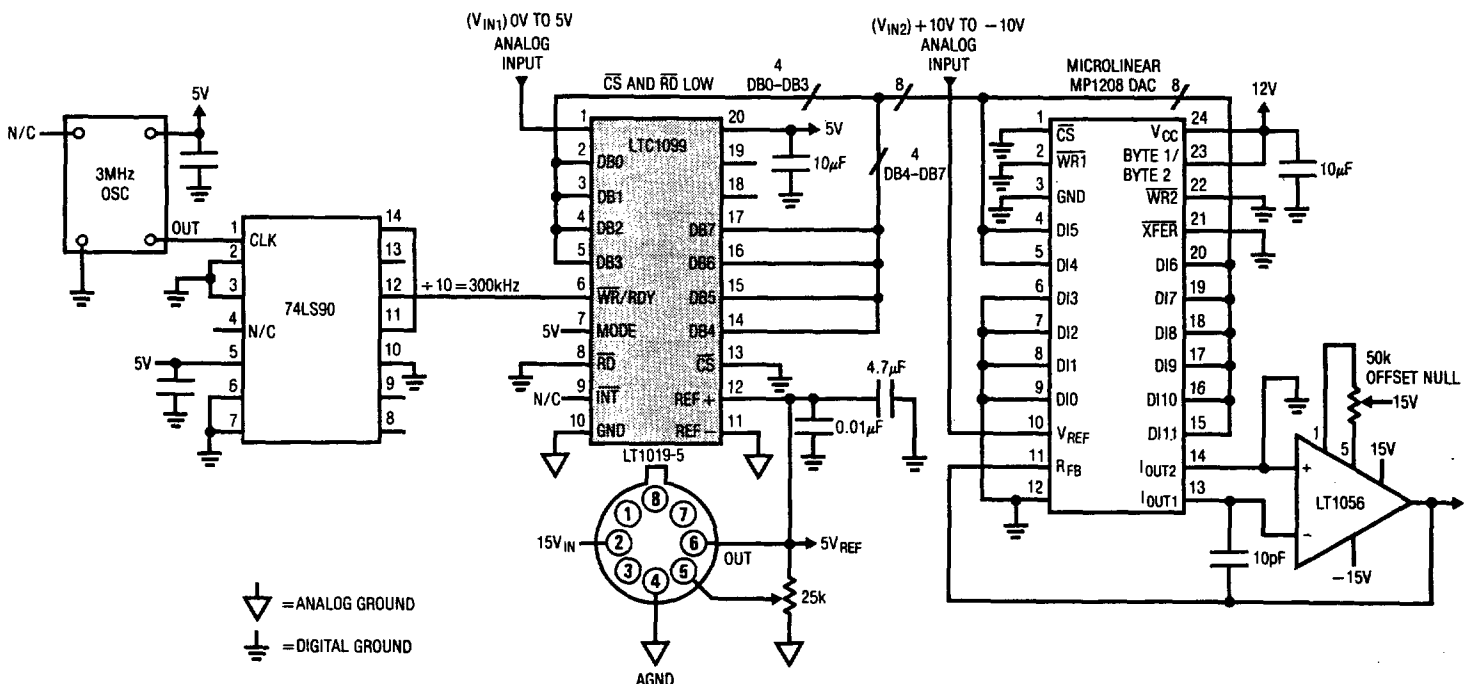 (VIN1) 0V TO 5V
ANALOG
INPUT
(VIN2) +10V TO −10V
ANALOG
INPUT
5V
N/C
3MHz
OSC
OUT
1 CLK
2
3
4 N/C
5V 5
6
7
74LS90
14
13
12
11
10
9
8
÷10=300kHz
CS AND RD LOW
4
DB0–DB3
8
4
DB4–DB7
LTC1099
1
2 DB0
3 DB1
4 DB2
5 DB3
6 WR/RDY
5V 7 MODE
8 RD
N/C 9 INT
10 GND
20 5V
10µF
19
18
DB7 17
DB6 16
DB5 15
DB4 14
CS 13
REF+ 12
REF− 11
4.7µF
0.01µF
LT1019-5
8
1 7
15VIN 2 6 OUT 5VREF
3 5
4
25k
AGND
=ANALOG GROUND
=DIGITAL GROUND
MICROLINEAR
MP1208 DAC
8
12V
1 CS
2 WR1
3 GND
4 DI5
5 DI4
6 DI3
7 DI2
8 DI1
9 DI0
10 VREF
11 RFB
12
VCC 24
BYTE 1/
BYTE 2
23
WR2 22
XFER 21
DI6 20
DI7 19
DI8 18
DI9 17
DI10 16
DI11 15
IOUT2 14
IOUT1 13
10µF
50k
OFFSET NULL
15V
1
5
15V
+
LT1056
−
−15V
10pF